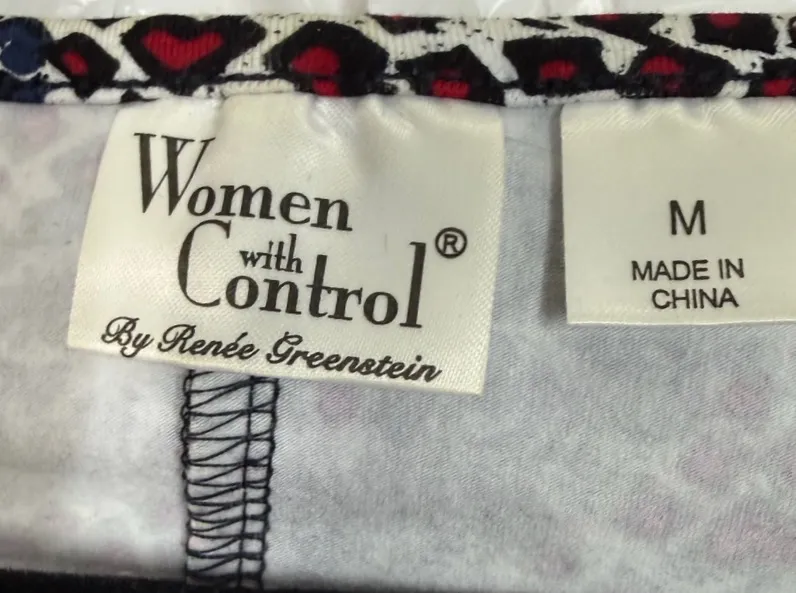 Women
with
Control®
By Renée Greenstein
M
MADE IN
CHINA